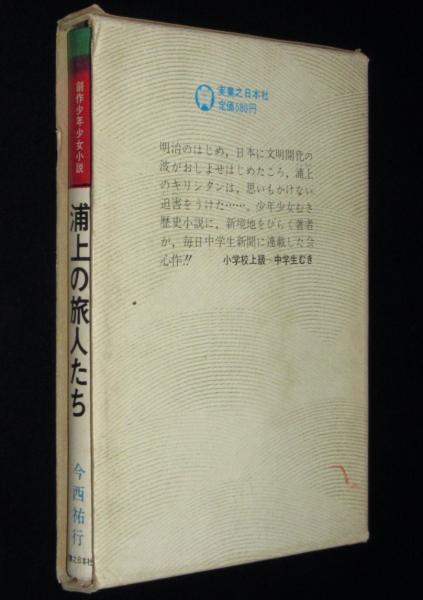 創作少年少女小説
浦上の旅人たち
今西祐行
実業之日本社
実業之日本社
定価580円
明治のはじめ，日本に文明開化の
波がおしよせはじめたころ，浦上
のキリシタンは，思いもかけない
迫害をうけた……。少年少女むき
歴史小説に，新境地をひらく著者
が，毎日中学生新聞に連載した会
心作!!
小学校上級〜中学生むき